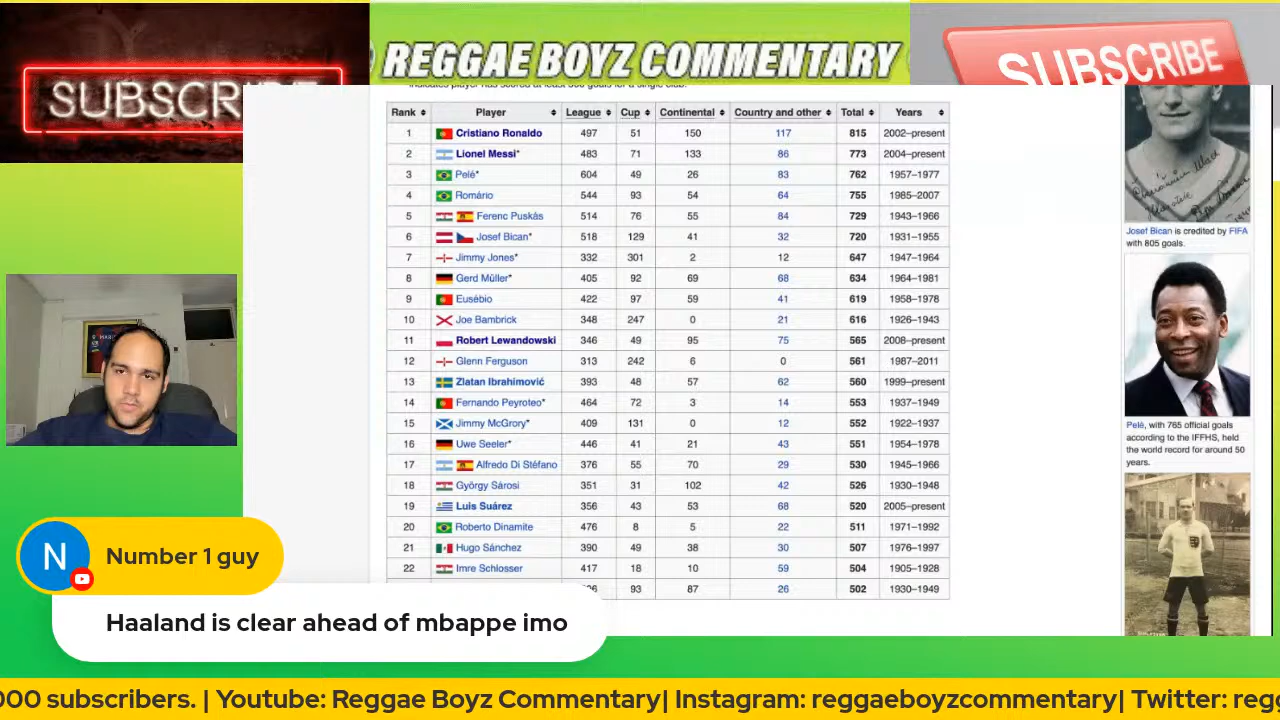 SUBSCR
REGGAE BOYZ COMMENTARY
SUBSCRIBE
Rank Player League Cup Continental Country and other Total Years
1 Cristiano Ronaldo 497 51 150 117 815 2002–present
2 Lionel Messi* 483 71 133 86 773 2004–present
3 Pelé* 604 49 26 83 762 1957–1977
4 Romário 544 93 54 64 755 1985–2007
5 Ferenc Puskás 514 76 55 84 729 1943–1966
6 Josef Bican* 518 129 41 32 720 1931–1955
7 Jimmy Jones* 332 301 2 12 647 1947–1964
8 Gerd Müller* 405 92 69 68 634 1964–1981
9 Eusébio 422 97 59 41 619 1958–1978
10 Joe Bambrick 348 247 0 21 616 1926–1943
11 Robert Lewandowski 346 49 95 75 565 2008–present
12 Glenn Ferguson 313 242 6 0 561 1987–2011
13 Zlatan Ibrahimović 393 48 57 62 560 1999–present
14 Fernando Peyroteo* 464 72 3 14 553 1937–1949
15 Jimmy McGrory* 409 131 0 12 552 1922–1937
16 Uwe Seeler* 446 41 21 43 551 1954–1978
17 Alfredo Di Stéfano 376 55 70 29 530 1945–1966
18 György Sárosi 351 31 102 42 526 1930–1948
19 Luis Suárez 356 43 53 68 520 2005–present
20 Roberto Dinamite 476 8 5 22 511 1971–1992
21 Hugo Sánchez 390 49 38 30 507 1976–1997
22 Imre Schlosser 417 18 10 59 504 1905–1928
93 87 26 502 1930–1949
Josef Bican is credited by FIFA
with 805 goals.
Pelé, with 765 official goals
according to the IFFHS, held
the world record for around 50
years.
N
Number 1 guy
Haaland is clear ahead of mbappe imo
000 subscribers. | Youtube: Reggae Boyz Commentary| Instagram: reggaeboyzcommentary| Twitter: regg